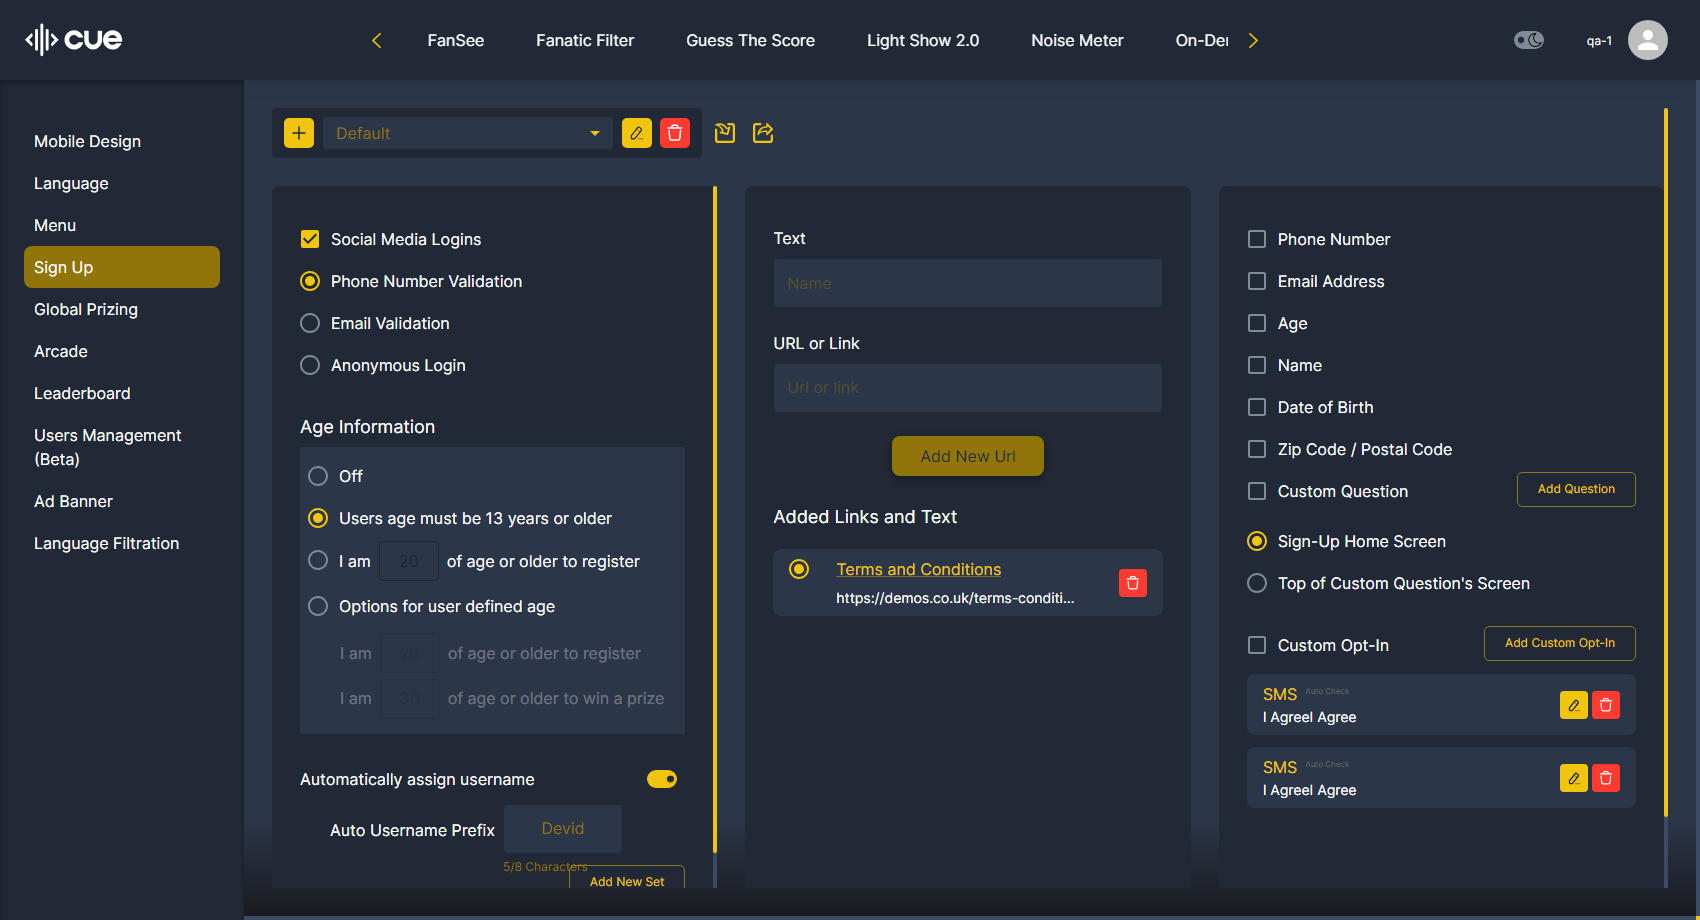 cue
FanSee
Fanatic Filter
Guess The Score
Light Show 2.0
Noise Meter
On-De
qa-1
Mobile Design
Language
Menu
Sign Up
Global Prizing
Arcade
Leaderboard
Users Management
(Beta)
Ad Banner
Language Filtration
Default
Social Media Logins
Phone Number Validation
Email Validation
Anonymous Login
Age Information
Off
Users age must be 13 years or older
I am 20 of age or older to register
Options for user defined age
I am 20 of age or older to register
I am 30 of age or older to win a prize
Automatically assign username
Auto Username Prefix
Devid
5/8 Characters
Add New Set
Text
Name
URL or Link
Url or link
Add New Url
Added Links and Text
Terms and Conditions
https://demos.co.uk/terms-conditi...
Phone Number
Email Address
Age
Name
Date of Birth
Zip Code / Postal Code
Custom Question
Add Question
Sign-Up Home Screen
Top of Custom Question's Screen
Custom Opt-In
Add Custom Opt-In
SMS Auto Check
I AgreeI Agree
SMS Auto Check
I AgreeI Agree